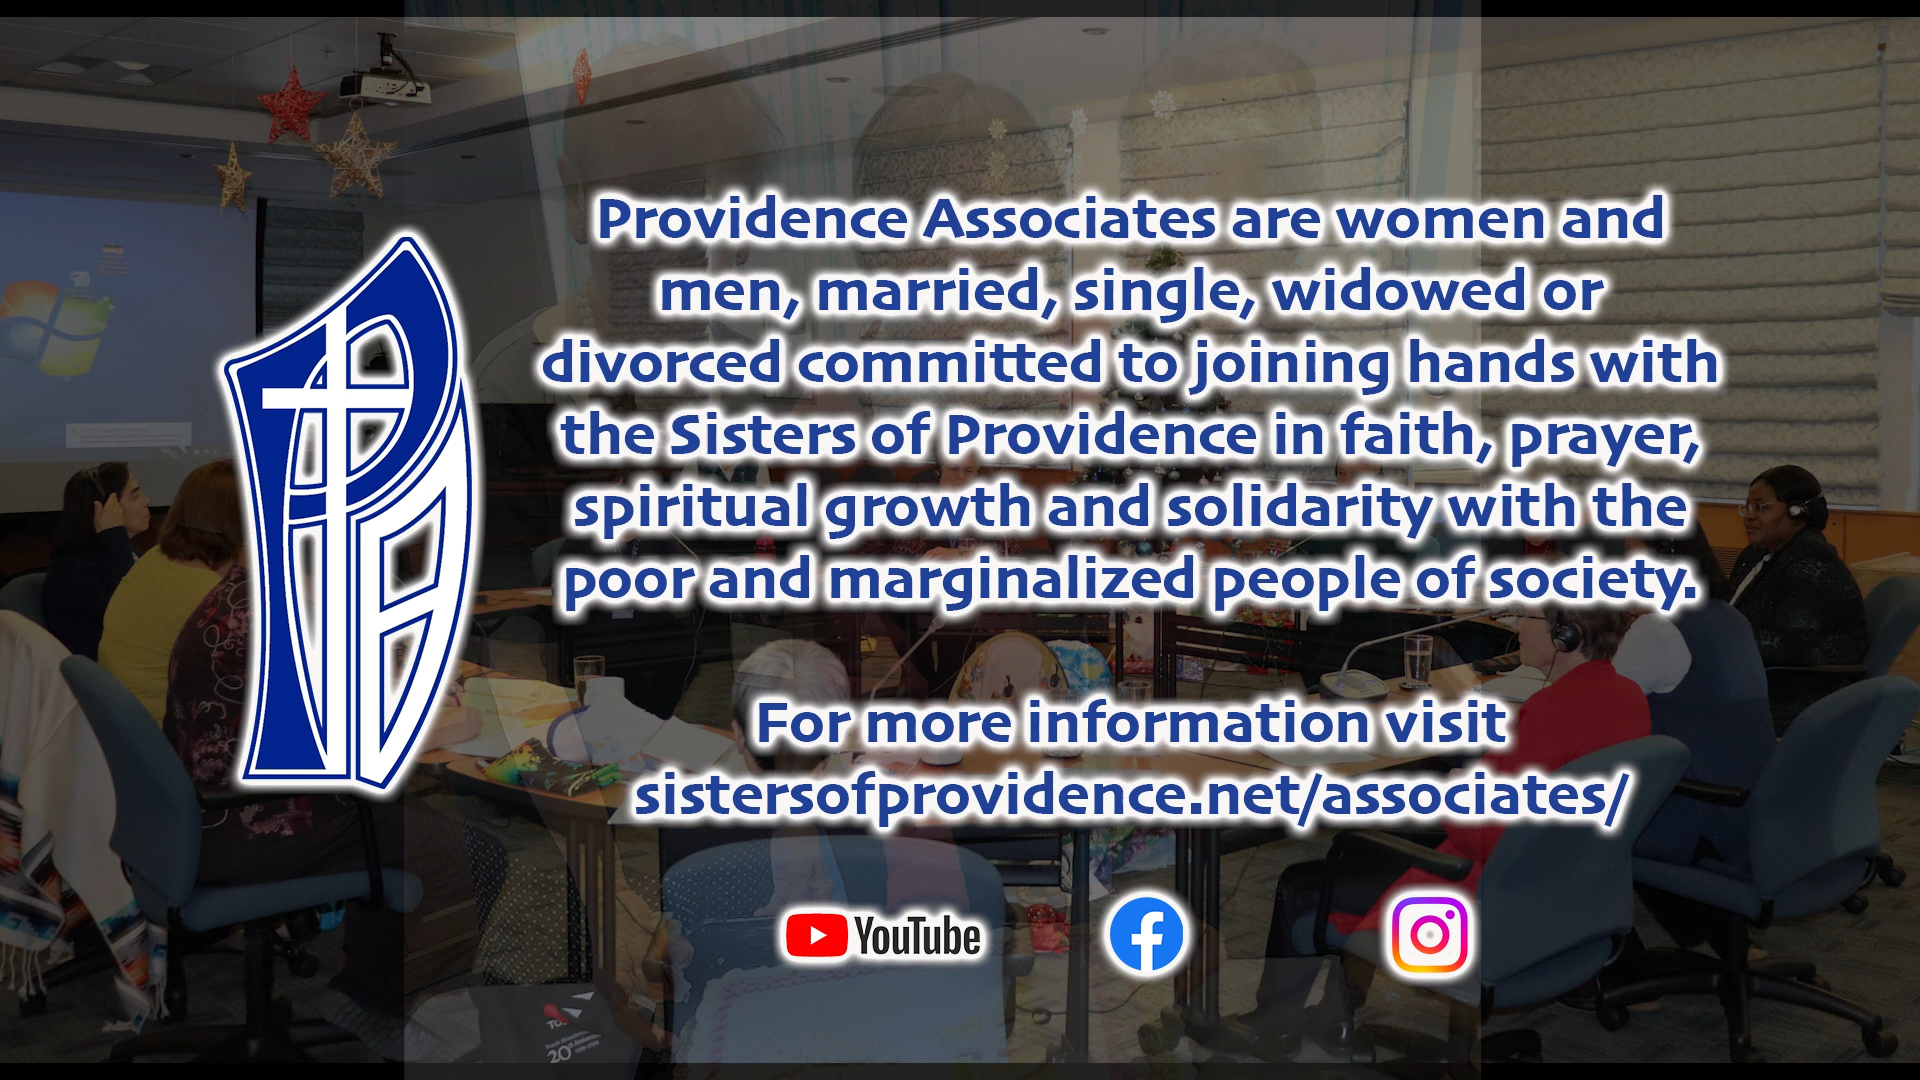 Providence Associates are women and
men, married, single, widowed or
divorced committed to joining hands with
the Sisters of Providence in faith, prayer,
spiritual growth and solidarity with the
poor and marginalized people of society.
For more information visit
sistersofprovidence.net/associates/
YouTube
20th